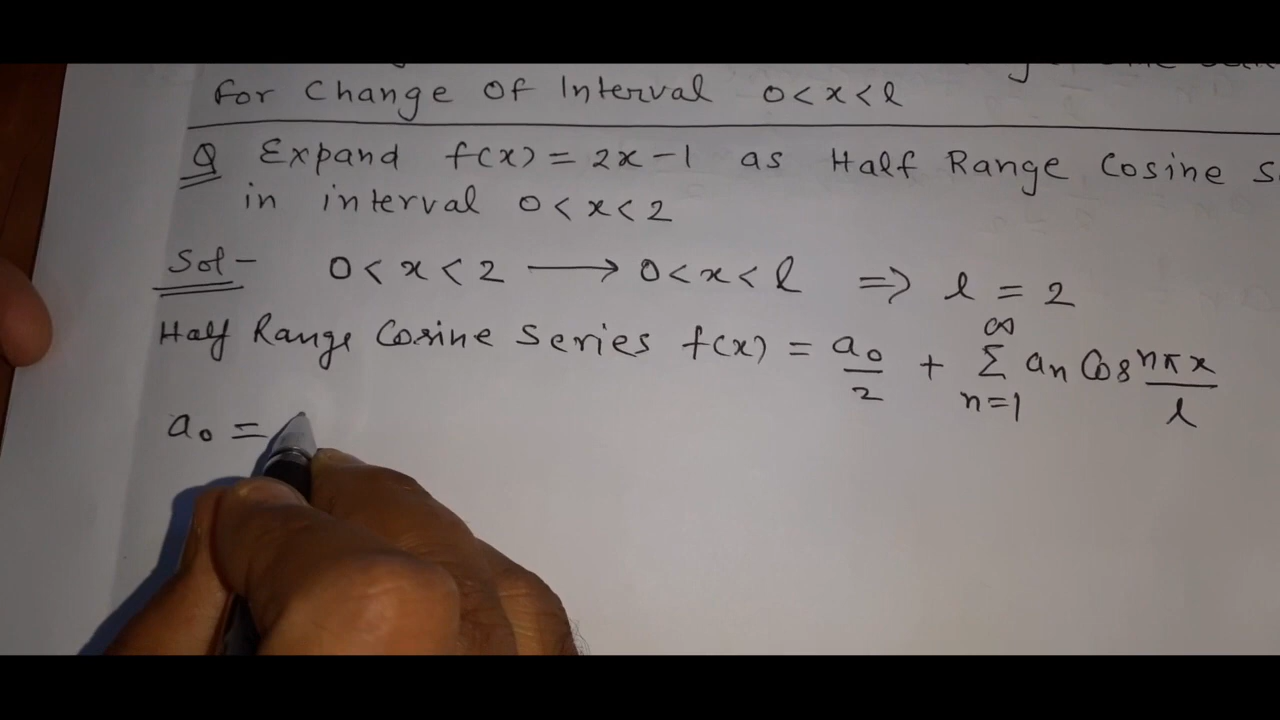 For Change Of Interval 0<x<l
Q Expand f(x) = 2x-1 as Half Range Cosine
in interval 0<x<2
Sol- 0<x<2 ⟶ 0<x<l ⇒ l = 2
Half Range Cosine Series f(x) = a₀/2 + ∑_{n=1}^{∞} aₙ Cos nπx/l
a₀ =